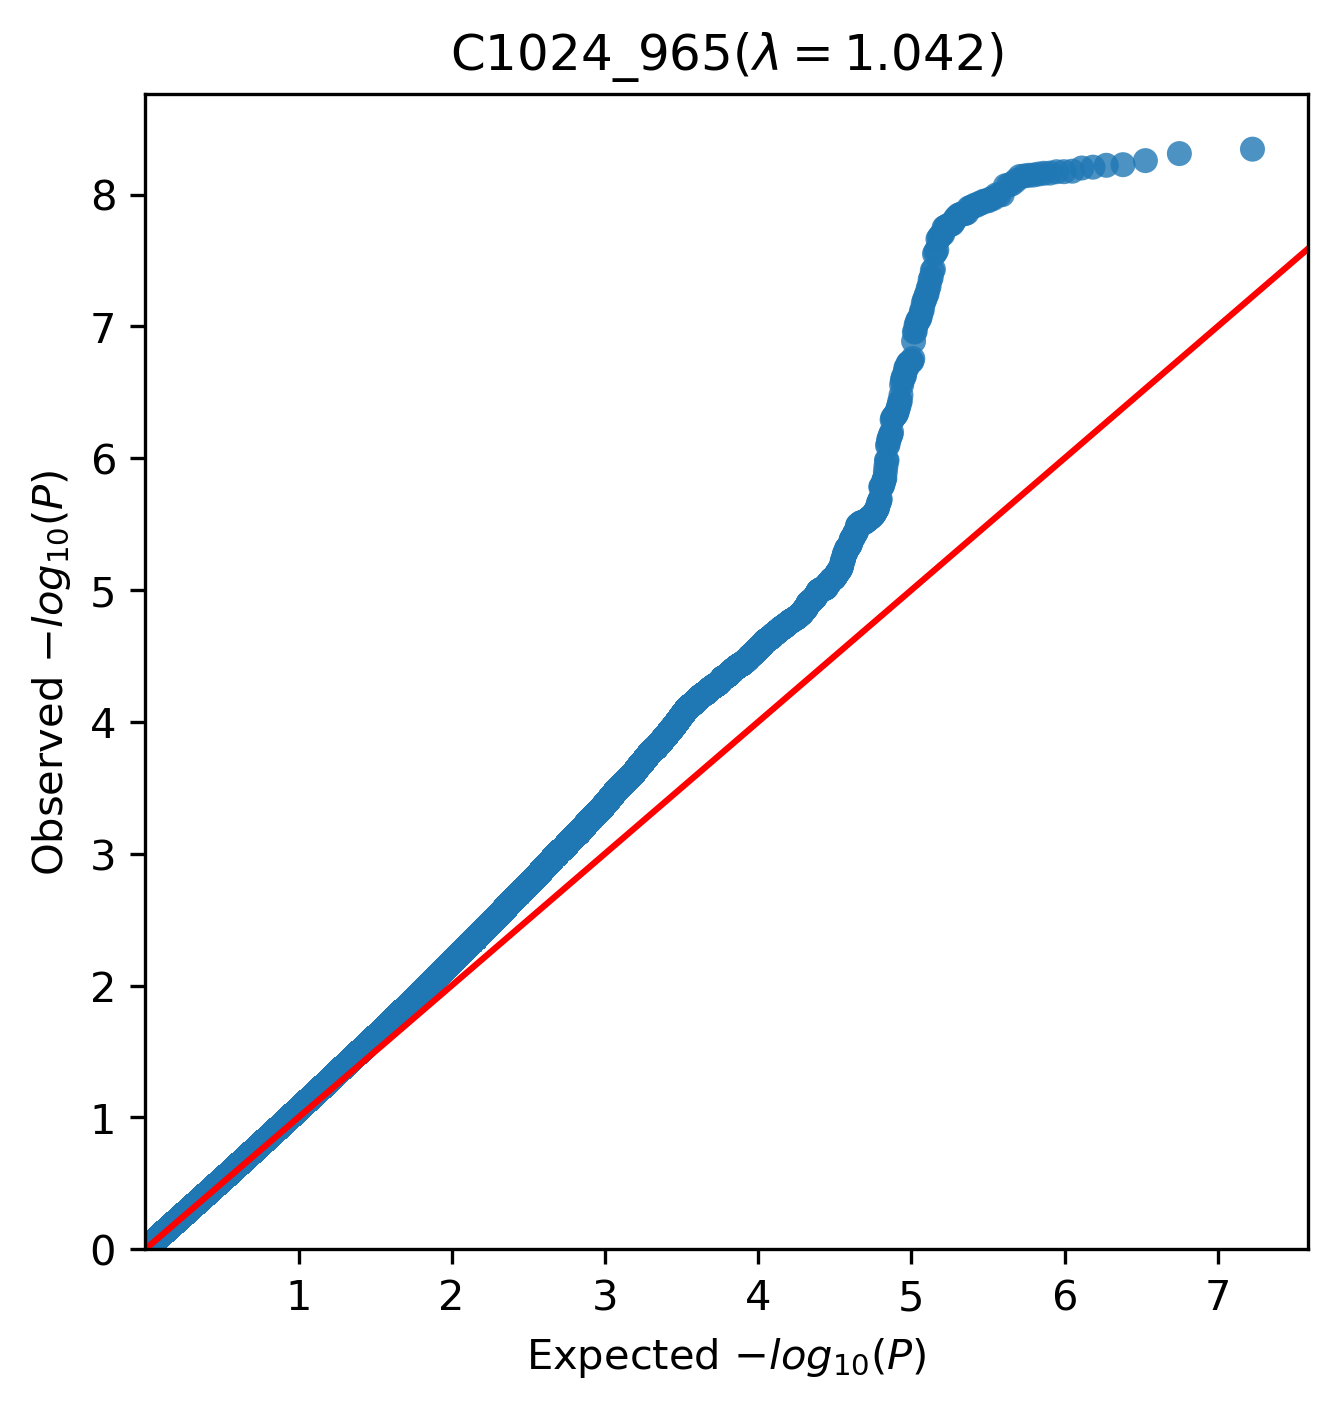 C1024_965(λ = 1.042)
8
7
6
5
4
3
2
1
0
Observed −log10(P)
1 2 3 4 5 6 7
Expected −log10(P)